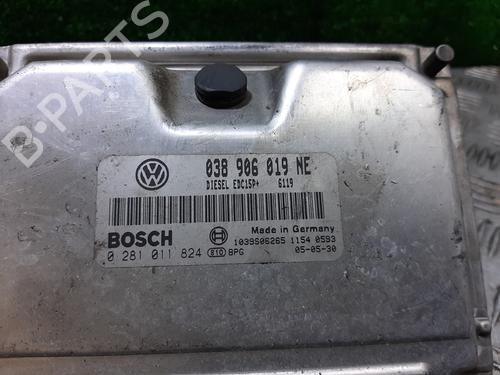 B-PARTS
038 906 019 NE
DIESEL EDC15P+ 6119
BOSCH
Made in Germany
1039S06265 1154 0593
0 281 011 824 810 BPG 05-05-30